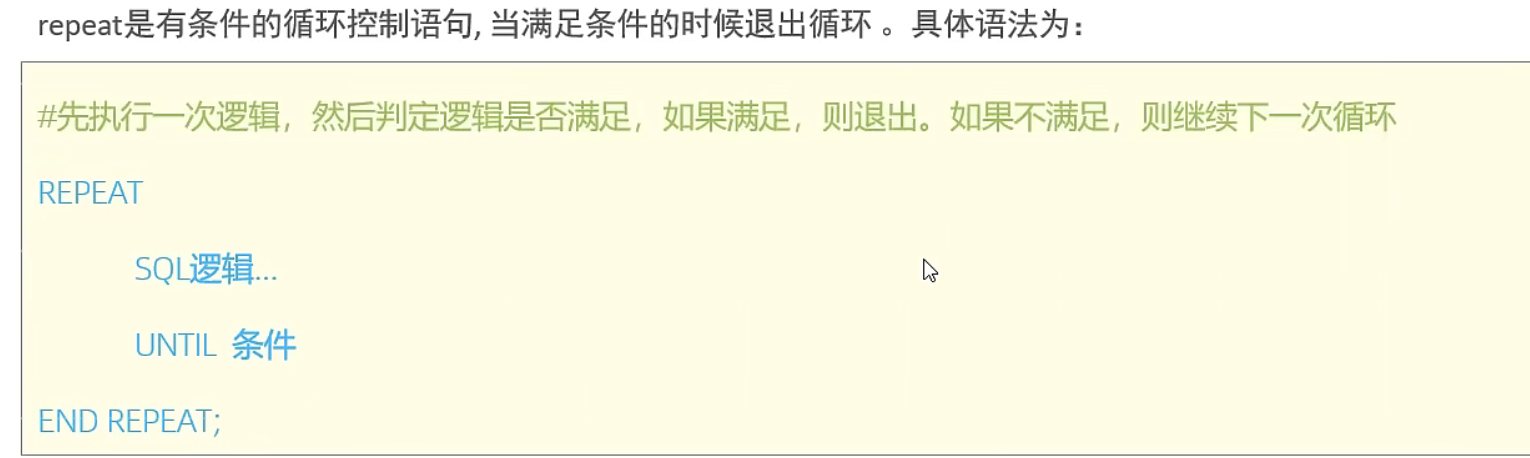 repeat是有条件的循环控制语句, 当满足条件的时候退出循环 。具体语法为：
#先执行一次逻辑，然后判定逻辑是否满足，如果满足，则退出。如果不满足，则继续下一次循环
REPEAT
SQL逻辑...
UNTIL 条件
END REPEAT;